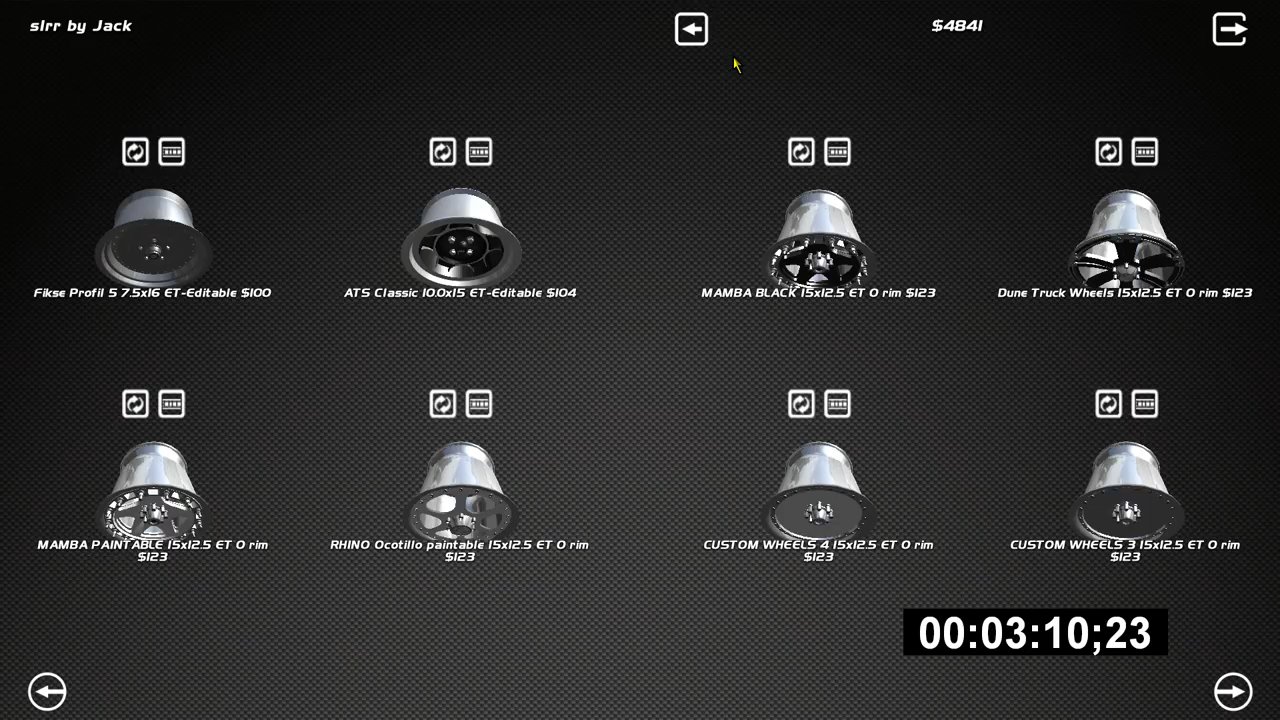 slrr by Jack
$4841
Fikse Profil 5 7.5x16 ET-Editable $100
ATS Classic 10.0x15 ET-Editable $104
MAMBA BLACK 15x12.5 ET 0 rim $123
Dune Truck Wheels 15x12.5 ET 0 rim $123
MAMBA PAINTABLE 15x12.5 ET 0 rim
$123
RHINO Ocotillo paintable 15x12.5 ET 0 rim
$123
CUSTOM WHEELS 4 15x12.5 ET 0 rim
$123
CUSTOM WHEELS 3 15x12.5 ET 0 rim
$123
00:03:10;23